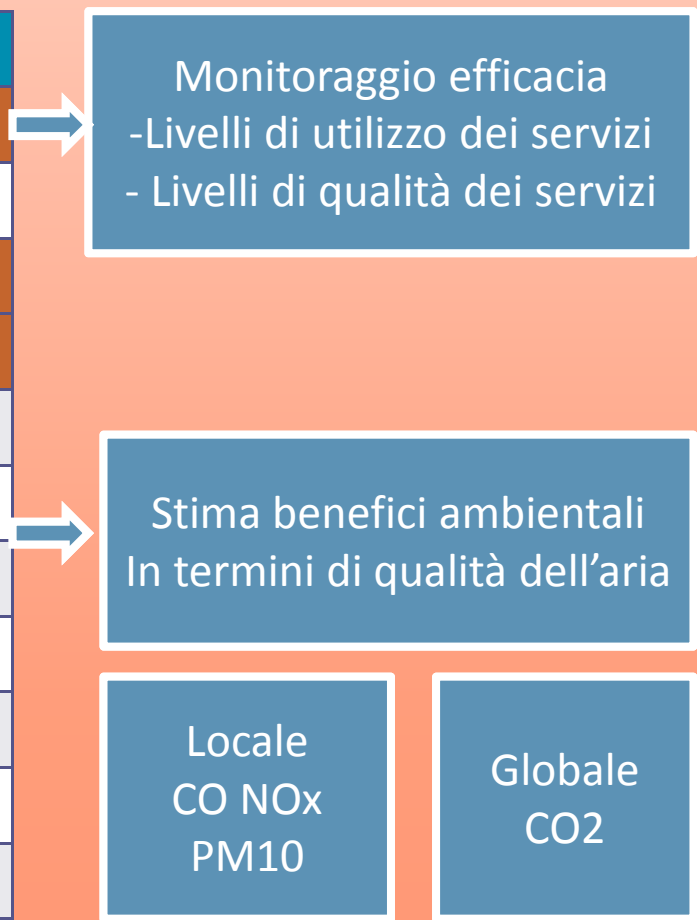 Monitoraggio efficacia
-Livelli di utilizzo dei servizi
- Livelli di qualità dei servizi
Stima benefici ambientali
In termini di qualità dell’aria
Locale
CO NOx
PM10
Globale
CO2